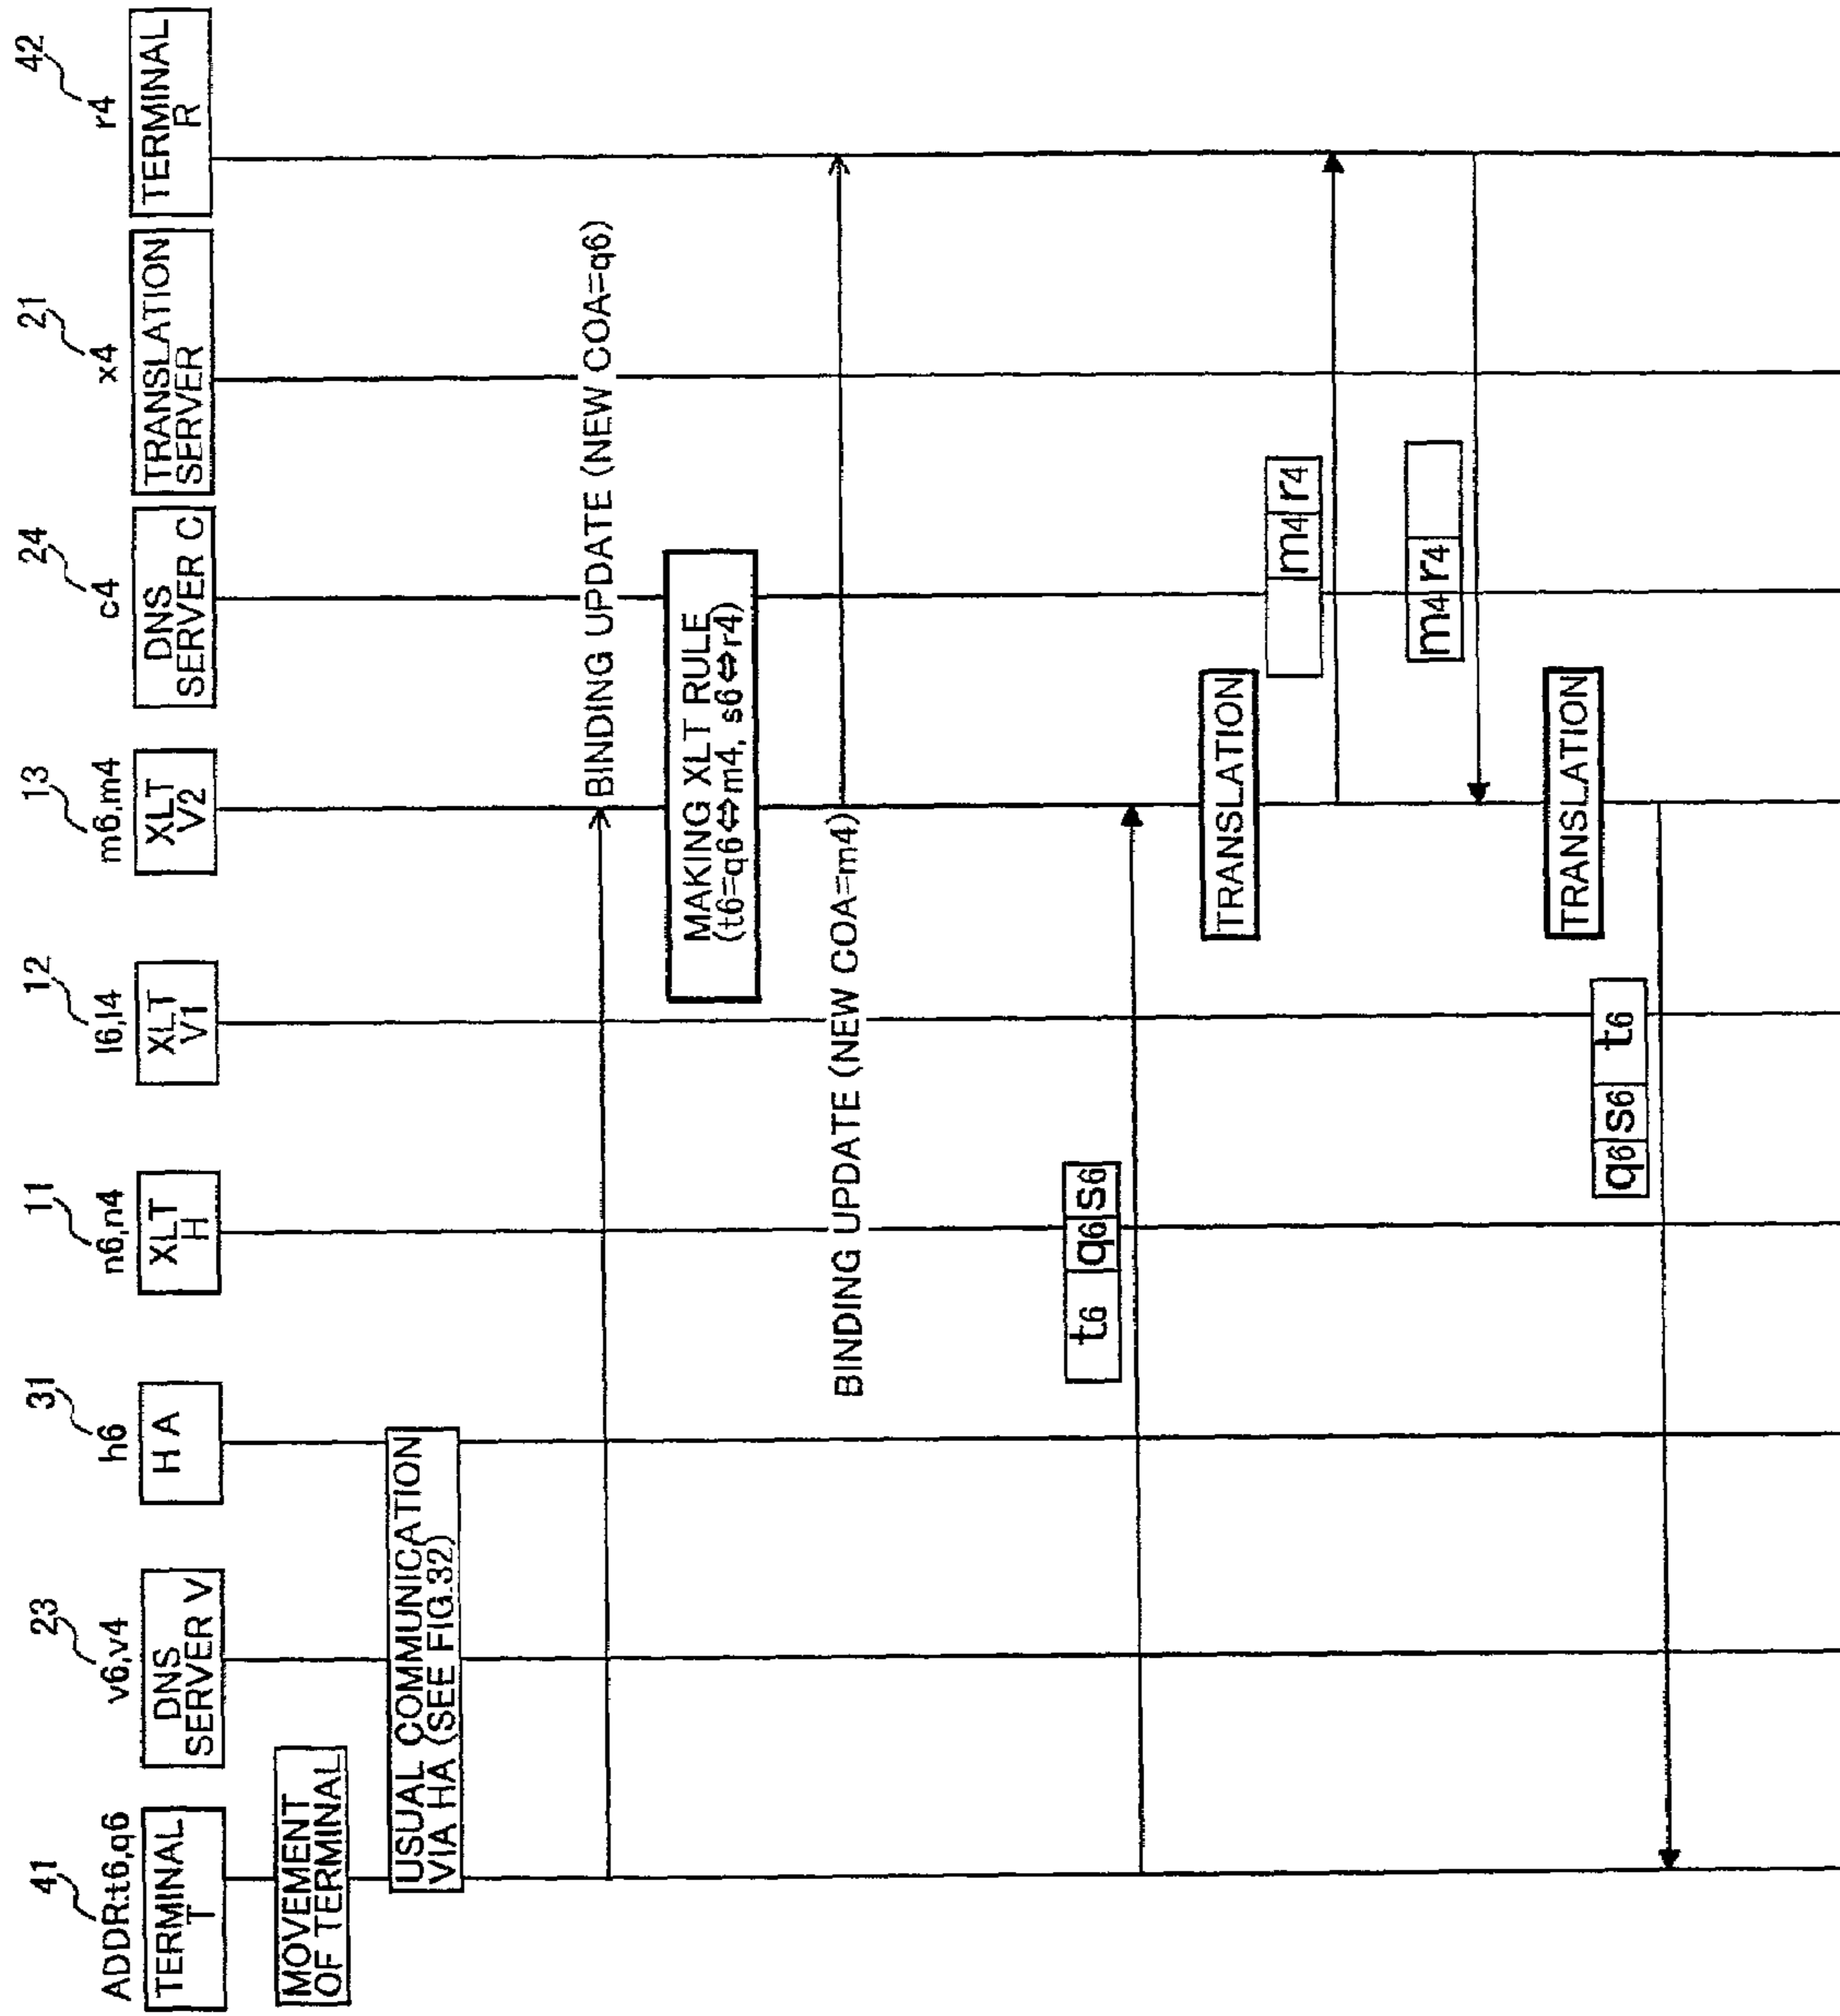 41
ADDR:t6,q6
TERMINAL
T
23
v6,v4
DNS
SERVER V
31
h6
H A
11
n6,n4
XLT
H
12
l6,l4
XLT
V1
13
m6,m4
XLT
V2
24
c4
DNS
SERVER C
21
x4
TRANSLATION
SERVER
42
r4
TERMINAL
R
MOVEMENT
OF TERMINAL
USUAL COMMUNICATION
VIA HA (SEE FIG.32)
BINDING UPDATE (NEW COA=q6)
MAKING XLT RULE
(t6=q6⇔m4, s6⇔r4)
BINDING UPDATE (NEW COA=m4)
t6 q6 s6
TRANSLATION
m4 r4
m4 r4
TRANSLATION
q6 s6 t6